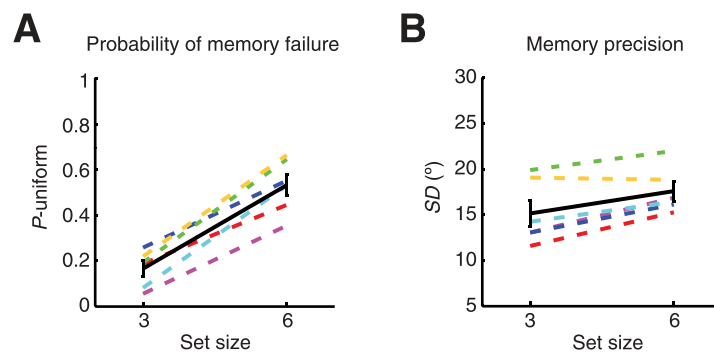 A
Probability of memory failure
P-uniform
1
0.8
0.6
0.4
0.2
0
3
6
Set size
B
Memory precision
SD (º)
30
25
20
15
10
5
3
6
Set size